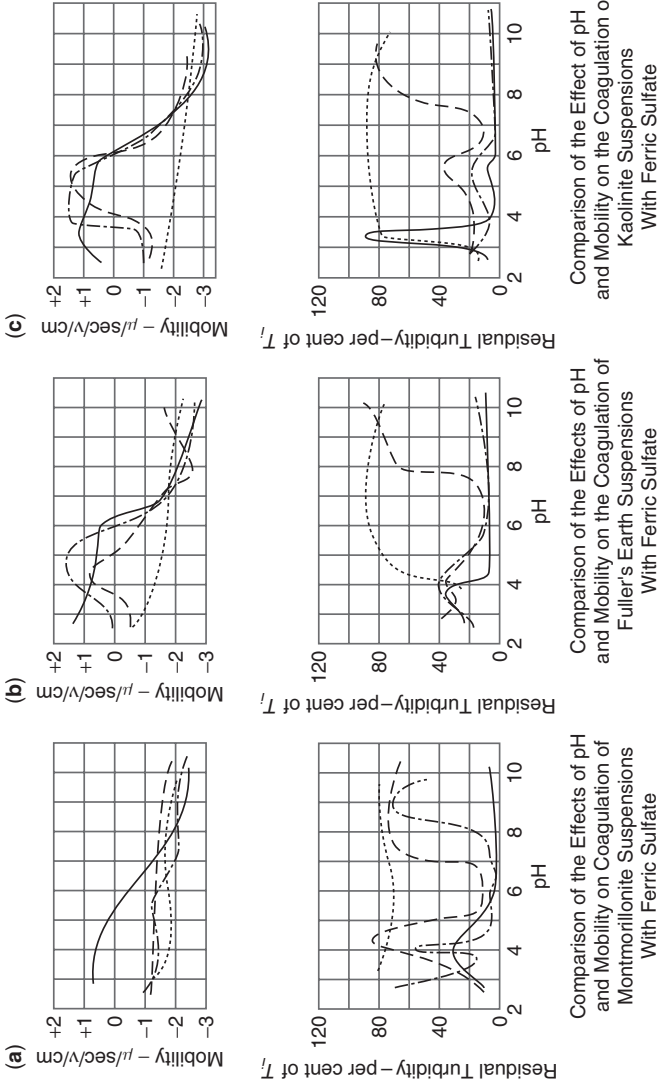 (a)
Mobility – μ/sec/v/cm
+2
+1
0
−1
−2
−3
Residual Turbidity–per cent of Ti
120
80
40
0
2 4 6 8 10
pH
Comparison of the Effects of pH
and Mobility on Coagulation of
Montmorillonite Suspensions
With Ferric Sulfate
(b)
Mobility – μ/sec/v/cm
+2
+1
0
−1
−2
−3
Residual Turbidity–per cent of Ti
120
80
40
0
2 4 6 8 10
pH
Comparison of the Effects of pH
and Mobility on the Coagulation of
Fuller's Earth Suspensions
With Ferric Sulfate
(c)
Mobility – μ/sec/v/cm
+2
+1
0
−1
−2
−3
Residual Turbidity–per cent of Ti
120
80
40
0
2 4 6 8 10
pH
Comparison of the Effect of pH
and Mobility on the Coagulation o
Kaolinite Suspensions
With Ferric Sulfate